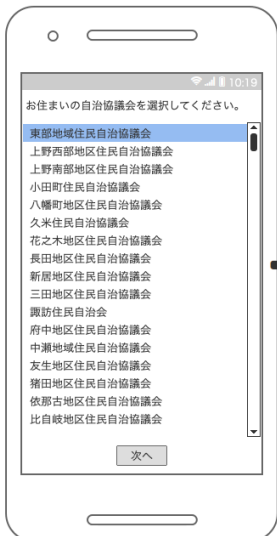 10:19
お住まいの自治協議会を選択してください。
東部地域住民自治協議会
上野西部地区住民自治協議会
上野南部地区住民自治協議会
小田町住民自治協議会
八幡町地区住民自治協議会
久米住民自治協議会
花之木地区住民自治協議会
長田地区住民自治協議会
新居地区住民自治協議会
三田地区住民自治協議会
諏訪住民自治会
府中地区住民自治協議会
中瀬地域住民自治協議会
友生地区住民自治協議会
猪田地区住民自治協議会
依那古地区住民自治協議会
比自岐地区住民自治協議会
次へ